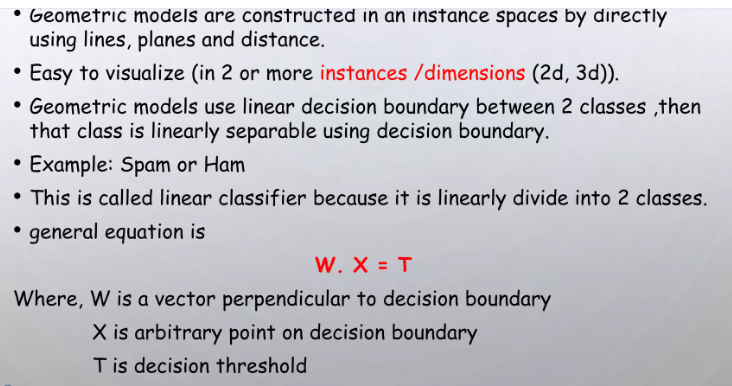 • Geometric models are constructed in an instance spaces by directly
using lines, planes and distance.
• Easy to visualize (in 2 or more instances /dimensions (2d, 3d)).
• Geometric models use linear decision boundary between 2 classes ,then
that class is linearly separable using decision boundary.
• Example: Spam or Ham
• This is called linear classifier because it is linearly divide into 2 classes.
• general equation is
W. X = T
Where, W is a vector perpendicular to decision boundary
X is arbitrary point on decision boundary
T is decision threshold